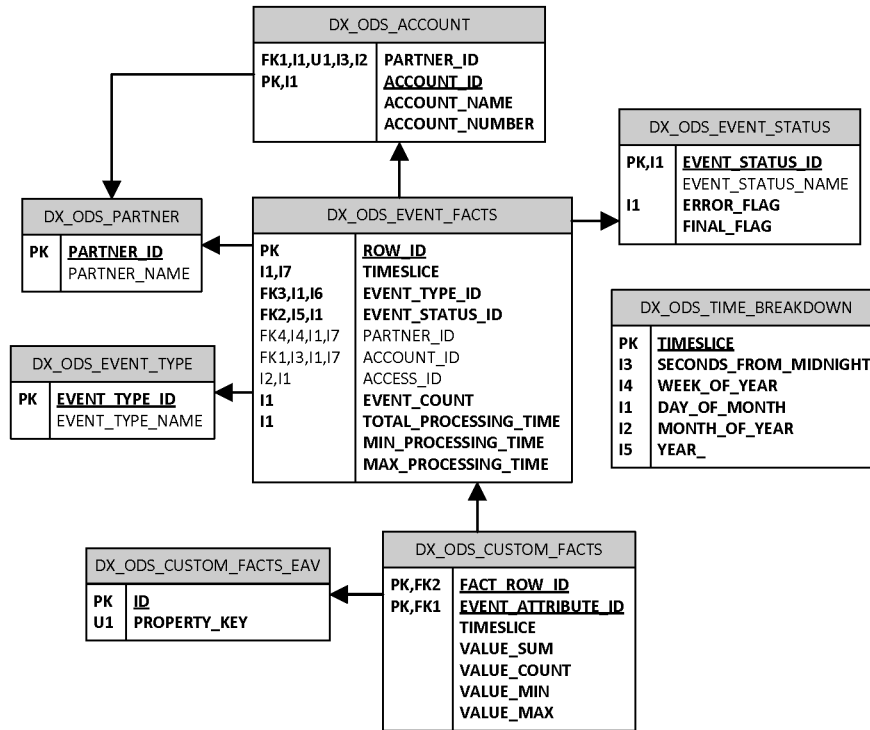 DX_ODS_ACCOUNT
FK1,I1,U1,I3,I2 PARTNER_ID
PK,I1 ACCOUNT_ID
ACCOUNT_NAME
ACCOUNT_NUMBER
DX_ODS_EVENT_STATUS
PK,I1 EVENT_STATUS_ID
EVENT_STATUS_NAME
I1 ERROR_FLAG
FINAL_FLAG
DX_ODS_PARTNER
PK PARTNER_ID
PARTNER_NAME
DX_ODS_EVENT_FACTS
PK ROW_ID
I1,I7 TIMESLICE
FK3,I1,I6 EVENT_TYPE_ID
FK2,I5,I1 EVENT_STATUS_ID
FK4,I4,I1,I7 PARTNER_ID
FK1,I3,I1,I7 ACCOUNT_ID
I2,I1 ACCESS_ID
I1 EVENT_COUNT
I1 TOTAL_PROCESSING_TIME
MIN_PROCESSING_TIME
MAX_PROCESSING_TIME
DX_ODS_TIME_BREAKDOWN
PK TIMESLICE
I3 SECONDS_FROM_MIDNIGHT
I4 WEEK_OF_YEAR
I1 DAY_OF_MONTH
I2 MONTH_OF_YEAR
I5 YEAR_
DX_ODS_EVENT_TYPE
PK EVENT_TYPE_ID
EVENT_TYPE_NAME
DX_ODS_CUSTOM_FACTS_EAV
PK ID
U1 PROPERTY_KEY
DX_ODS_CUSTOM_FACTS
PK,FK2 FACT_ROW_ID
PK,FK1 EVENT_ATTRIBUTE_ID
TIMESLICE
VALUE_SUM
VALUE_COUNT
VALUE_MIN
VALUE_MAX